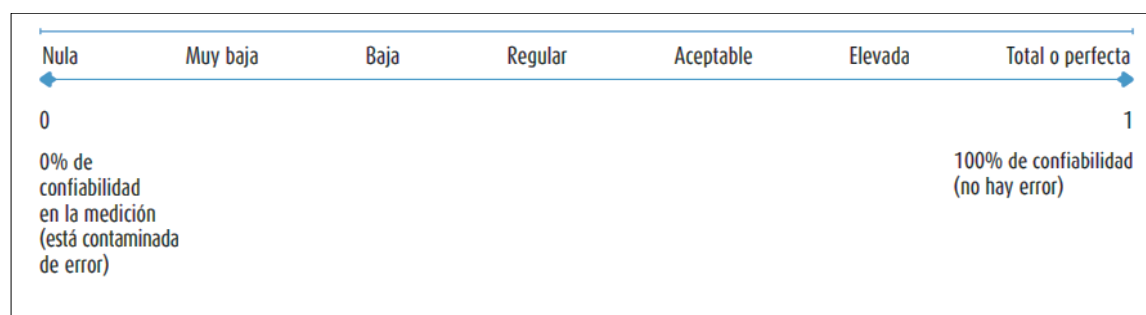 Nula Muy baja Baja Regular Aceptable Elevada Total o perfecta
0 1
0% de
confiabilidad
en la medición
(está contaminada
de error)
100% de confiabilidad
(no hay error)